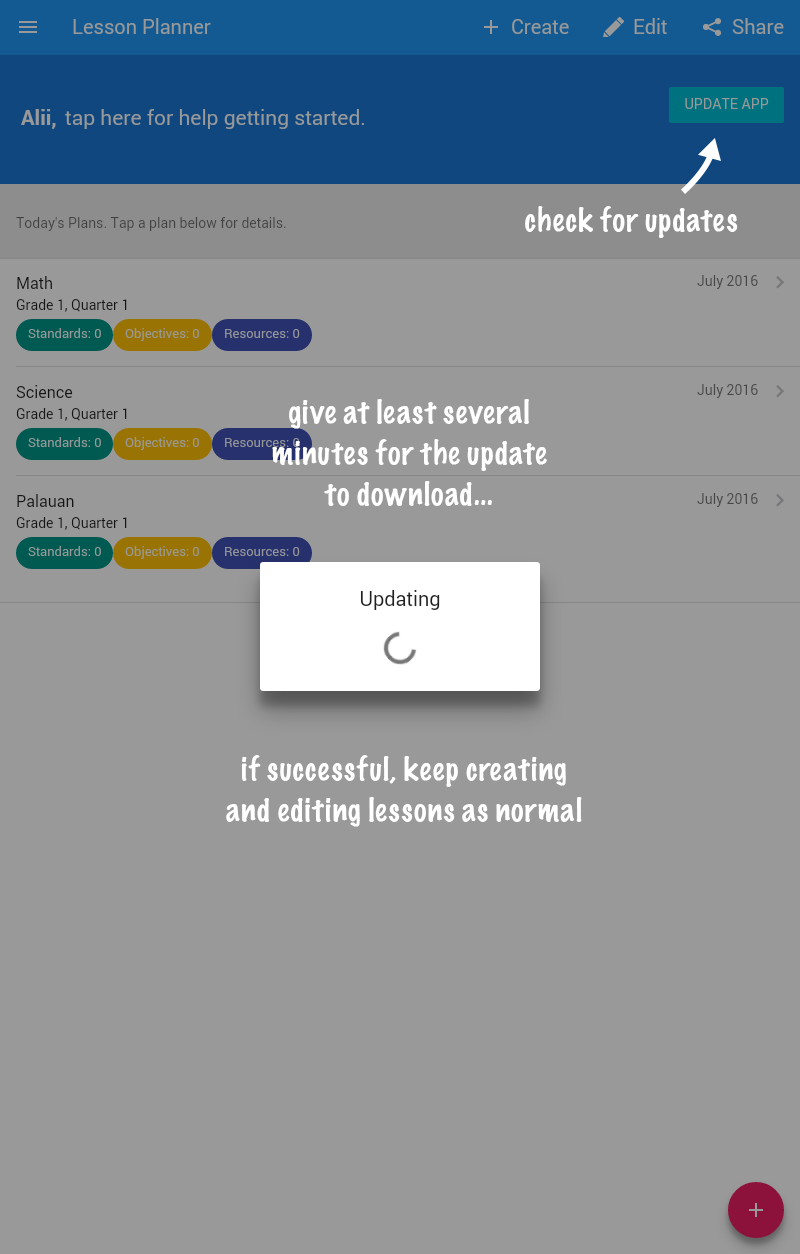 Lesson Planner
Create
Edit
Share
Alii, tap here for help getting started.
UPDATE APP
check for updates
Today's Plans. Tap a plan below for details.
Math
July 2016
Grade 1, Quarter 1
Standards: 0 Objectives: 0 Resources: 0
Science
July 2016
Grade 1, Quarter 1
Standards: 0 Objectives: 0 Resources: 0
give at least several
minutes for the update
to download...
Palauan
July 2016
Grade 1, Quarter 1
Standards: 0 Objectives: 0 Resources: 0
Updating
if successful, keep creating
and editing lessons as normal